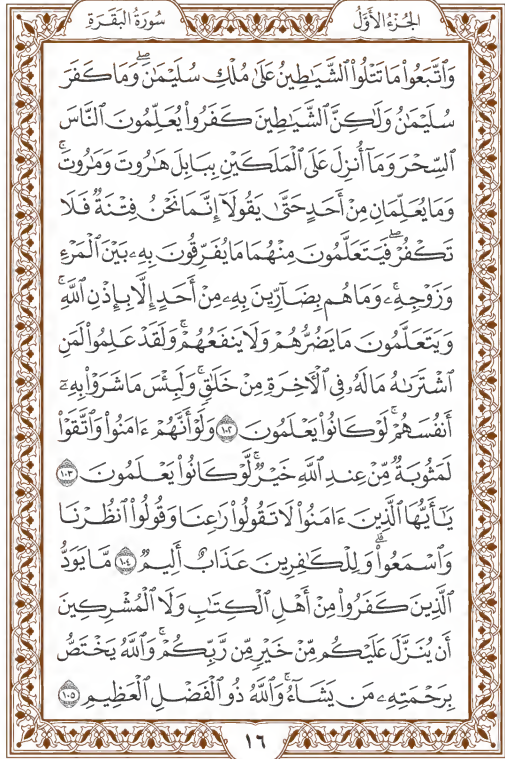 الجُزْءُ الأَوَّلُ
سُورَةُ البَقَرَةِ
وَٱتَّبَعُواْ مَا تَتْلُواْ ٱلشَّيَٰطِينُ عَلَىٰ مُلْكِ سُلَيْمَٰنَۖ وَمَا كَفَرَ
سُلَيْمَٰنُ وَلَٰكِنَّ ٱلشَّيَٰطِينَ كَفَرُواْ يُعَلِّمُونَ ٱلنَّاسَ
ٱلسِّحْرَ وَمَآ أُنزِلَ عَلَى ٱلْمَلَكَيْنِ بِبَابِلَ هَٰرُوتَ وَمَٰرُوتَۚ
وَمَا يُعَلِّمَانِ مِنْ أَحَدٍ حَتَّىٰ يَقُولَآ إِنَّمَا نَحْنُ فِتْنَةٌ فَلَا
تَكْفُرْۖ فَيَتَعَلَّمُونَ مِنْهُمَا مَا يُفَرِّقُونَ بِهِۦ بَيْنَ ٱلْمَرْءِ
وَزَوْجِهِۦۚ وَمَا هُم بِضَآرِّينَ بِهِۦ مِنْ أَحَدٍ إِلَّا بِإِذْنِ ٱللَّهِۚ
وَيَتَعَلَّمُونَ مَا يَضُرُّهُمْ وَلَا يَنفَعُهُمْۚ وَلَقَدْ عَلِمُواْ لَمَنِ
ٱشْتَرَىٰهُ مَا لَهُۥ فِي ٱلْءَاخِرَةِ مِنْ خَلَٰقٍۚ وَلَبِئْسَ مَا شَرَوْاْ بِهِۦٓ
أَنفُسَهُمْۚ لَوْ كَانُواْ يَعْلَمُونَ ١٠٢ وَلَوْ أَنَّهُمْ ءَامَنُواْ وَٱتَّقَوْاْ
لَمَثُوبَةٌ مِّنْ عِندِ ٱللَّهِ خَيْرٌۚ لَّوْ كَانُواْ يَعْلَمُونَ ١٠٣
يَٰٓأَيُّهَا ٱلَّذِينَ ءَامَنُواْ لَا تَقُولُواْ رَٰعِنَا وَقُولُواْ ٱنظُرْنَا
وَٱسْمَعُواْۗ وَلِلْكَٰفِرِينَ عَذَابٌ أَلِيمٌ ١٠٤ مَّا يَوَدُّ
ٱلَّذِينَ كَفَرُواْ مِنْ أَهْلِ ٱلْكِتَٰبِ وَلَا ٱلْمُشْرِكِينَ
أَن يُنَزَّلَ عَلَيْكُم مِّنْ خَيْرٍ مِّن رَّبِّكُمْۚ وَٱللَّهُ يَخْتَصُّ
بِرَحْمَتِهِۦ مَن يَشَآءُۚ وَٱللَّهُ ذُو ٱلْفَضْلِ ٱلْعَظِيمِ ١٠٥
١٦